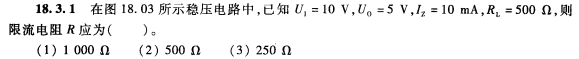 18.3.1 在图 18.03 所示稳压电路中,已知 U_I = 10 V, U_O = 5 V, I_Z = 10 mA, R_L = 500 Ω,则
限流电阻 R 应为(　　)。
(1) 1 000 Ω (2) 500 Ω (3) 250 Ω